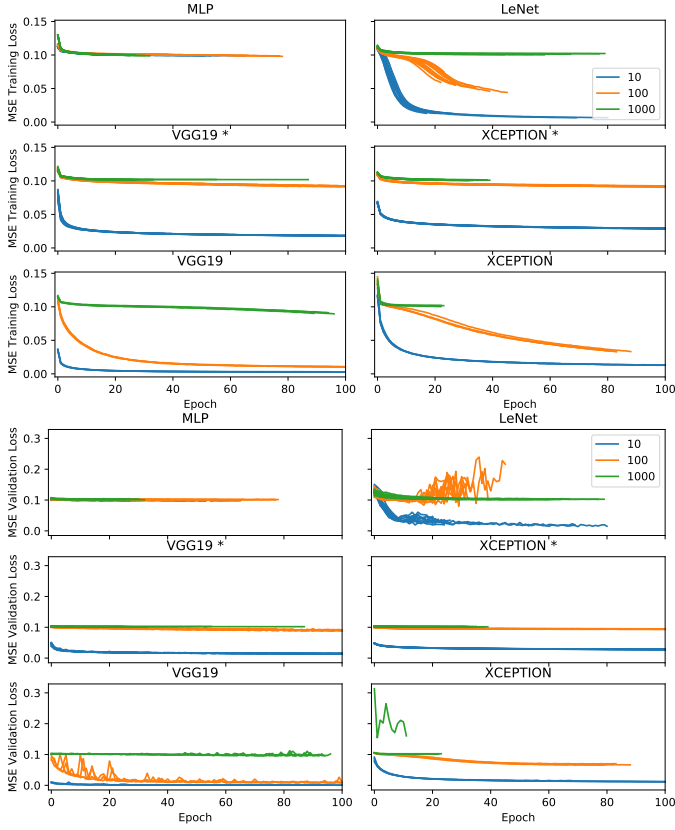 MLP
LeNet
MSE Training Loss
0.15
0.10
0.05
0.00
10
100
1000
VGG19 *
XCEPTION *
MSE Training Loss
0.15
0.10
0.05
0.00
VGG19
XCEPTION
MSE Training Loss
0.15
0.10
0.05
0.00
0 20 40 60 80 100
0 20 40 60 80 100
Epoch
Epoch
MLP
LeNet
MSE Validation Loss
0.3
0.2
0.1
0.0
10
100
1000
VGG19 *
XCEPTION *
MSE Validation Loss
0.3
0.2
0.1
0.0
VGG19
XCEPTION
MSE Validation Loss
0.3
0.2
0.1
0.0
0 20 40 60 80 100
0 20 40 60 80 100
Epoch
Epoch